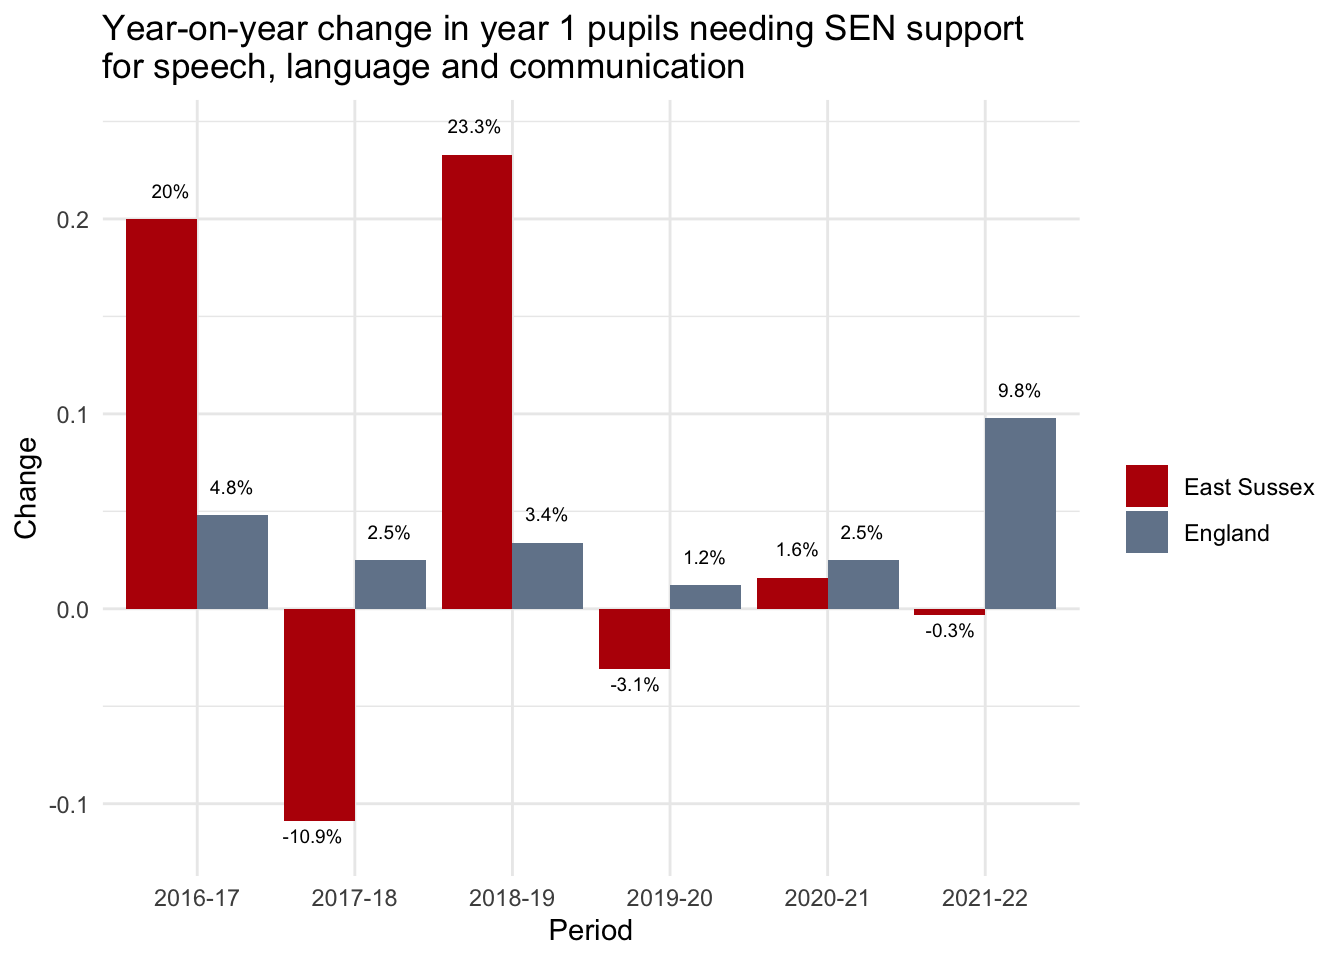 Year-on-year change in year 1 pupils needing SEN support
for speech, language and communication
23.3%
20%
0.2
9.8%
0.1
4.8%
3.4%
2.5%
2.5%
1.6%
1.2%
0.0
-0.3%
-3.1%
-0.1
-10.9%
Change
East Sussex
England
2016-17 2017-18 2018-19 2019-20 2020-21 2021-22
Period